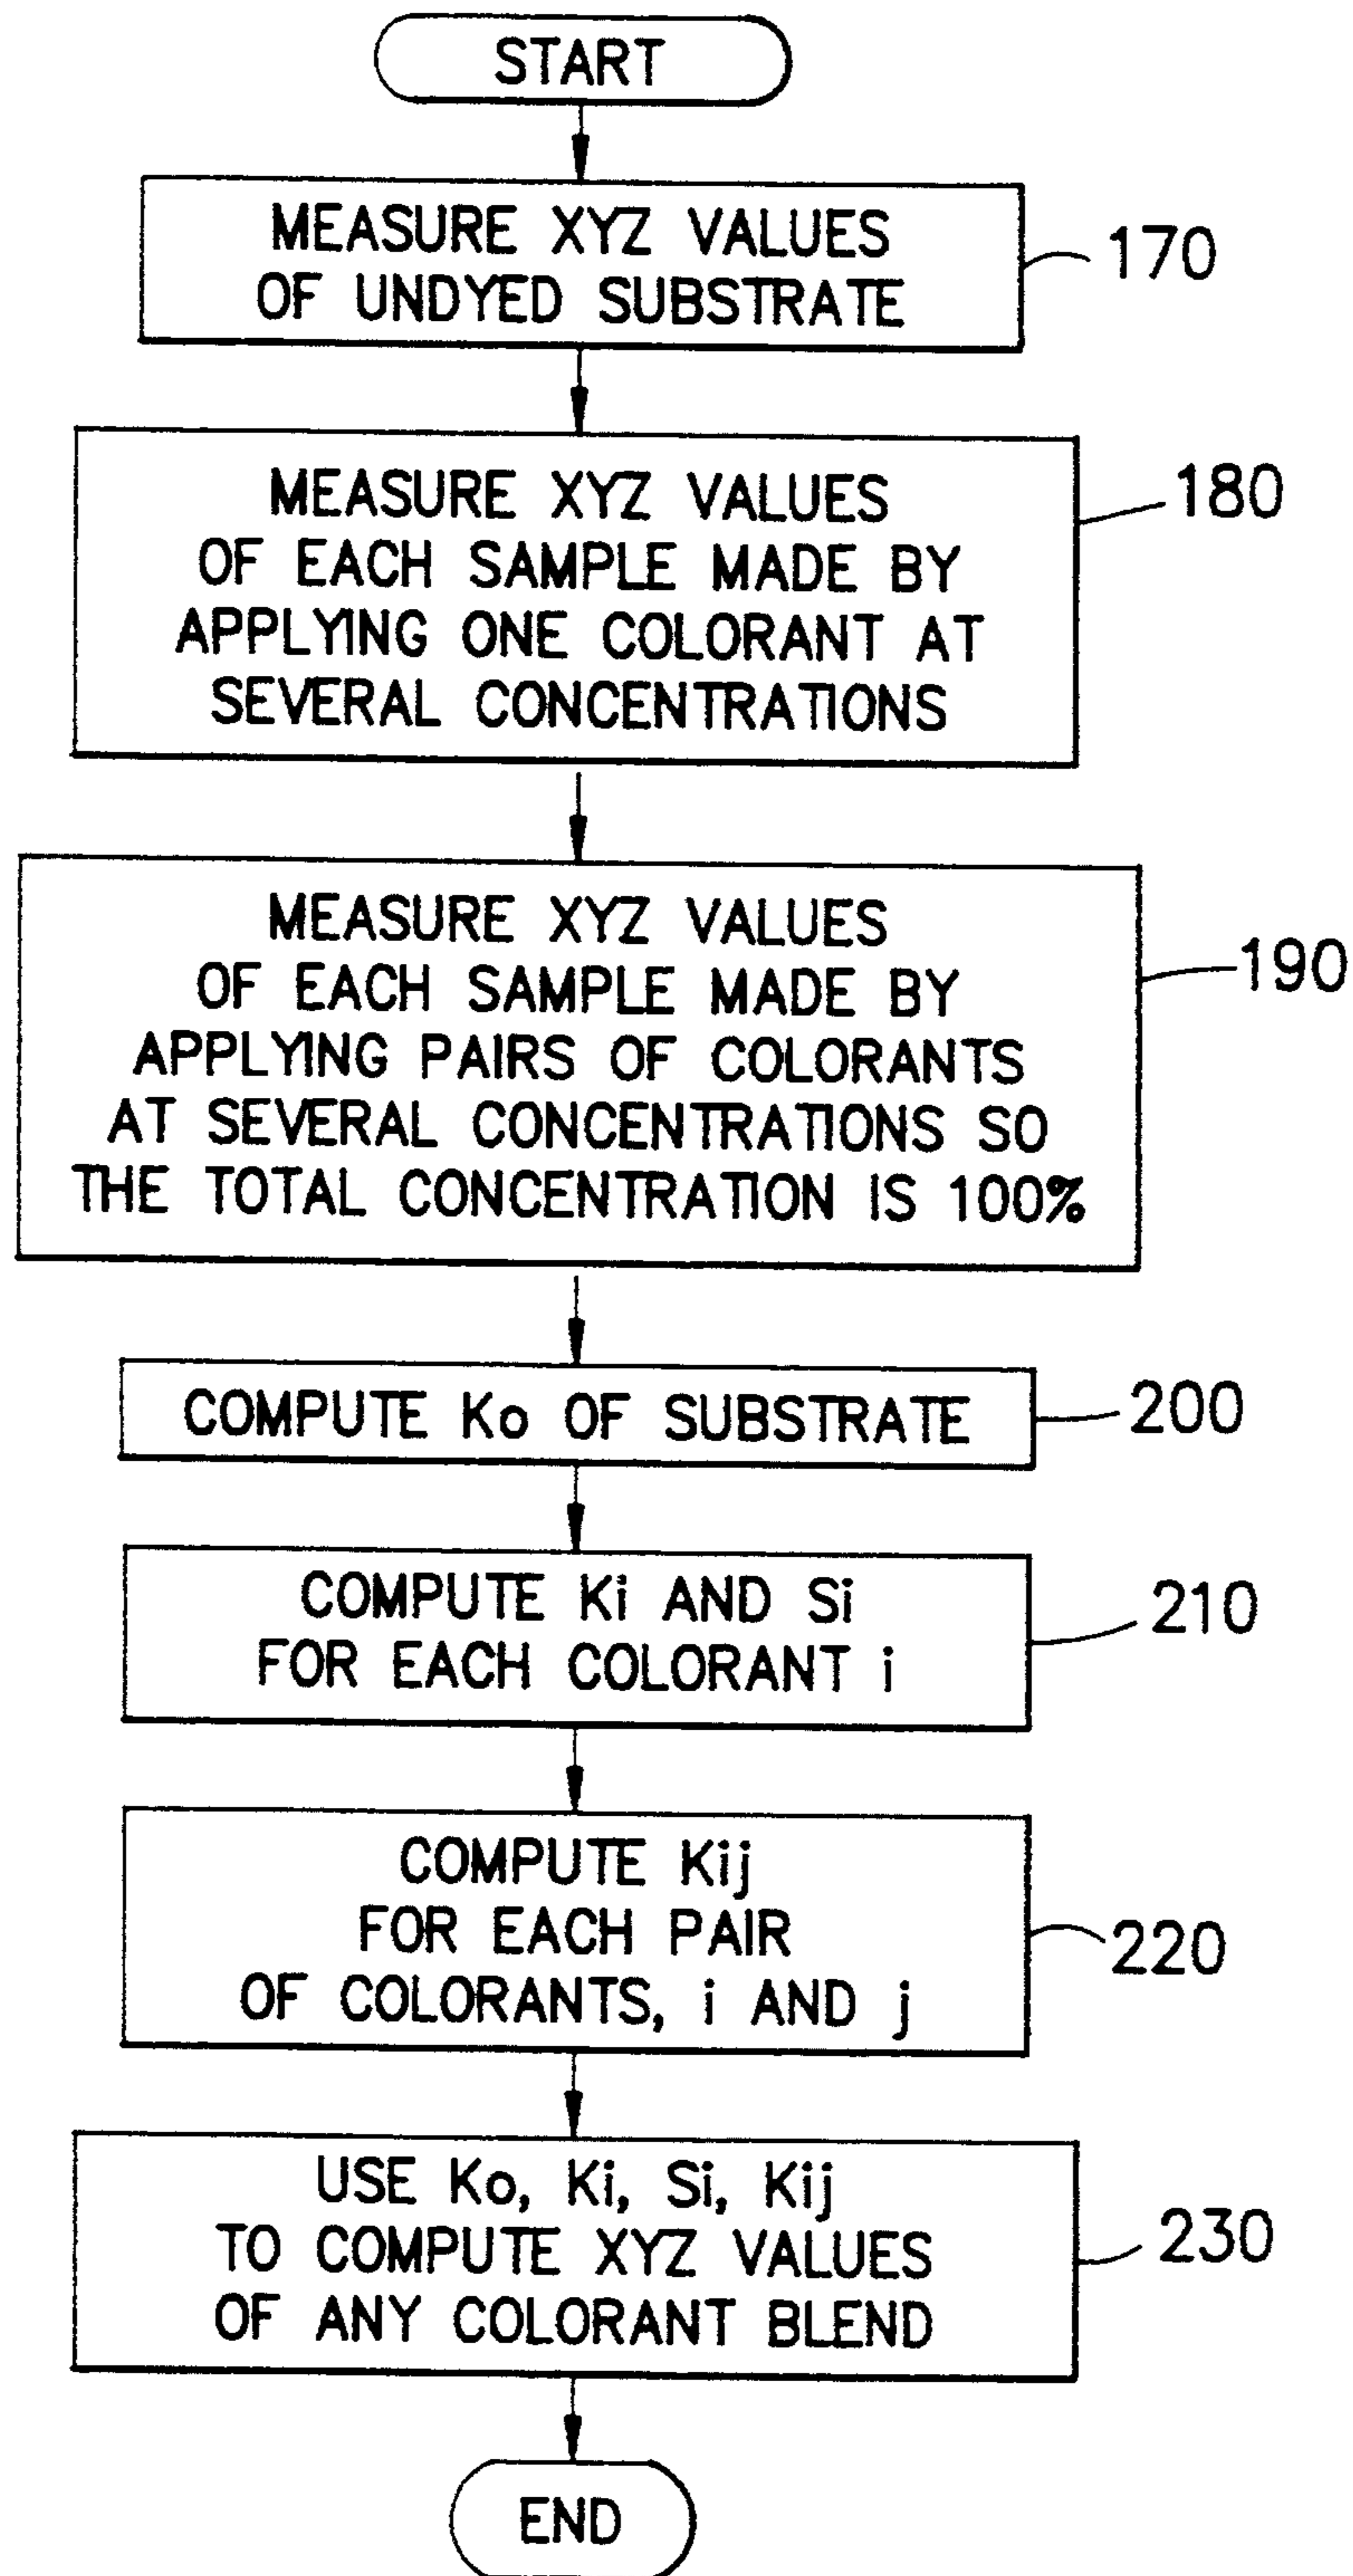 START
MEASURE XYZ VALUES
OF UNDYED SUBSTRATE
170
MEASURE XYZ VALUES
OF EACH SAMPLE MADE BY
APPLYING ONE COLORANT AT
SEVERAL CONCENTRATIONS
180
MEASURE XYZ VALUES
OF EACH SAMPLE MADE BY
APPLYING PAIRS OF COLORANTS
AT SEVERAL CONCENTRATIONS SO
THE TOTAL CONCENTRATION IS 100%
190
COMPUTE Ko OF SUBSTRATE
200
COMPUTE Ki AND Si
FOR EACH COLORANT i
210
COMPUTE Kij
FOR EACH PAIR
OF COLORANTS, i AND j
220
USE Ko, Ki, Si, Kij
TO COMPUTE XYZ VALUES
OF ANY COLORANT BLEND
230
END